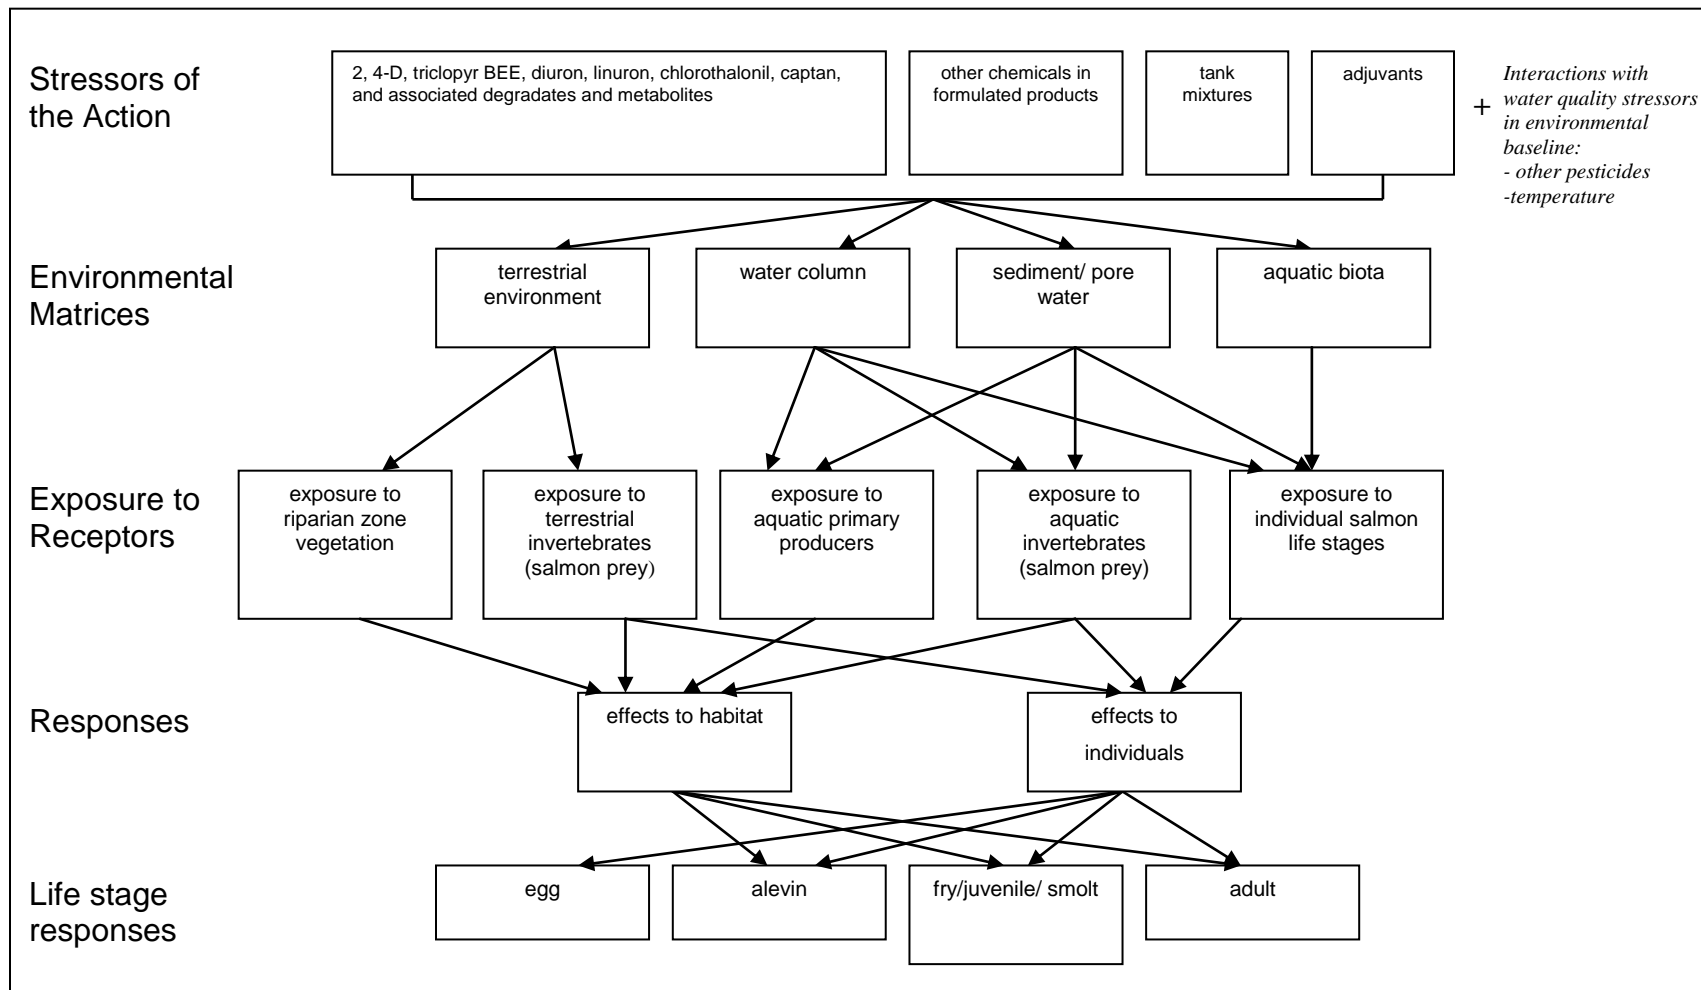 Stressors of
the Action
2, 4-D, triclopyr BEE, diuron, linuron, chlorothalonil, captan,
and associated degradates and metabolites
other chemicals in
formulated products
tank
mixtures
adjuvants
+
Interactions with
water quality stressors
in environmental
baseline:
- other pesticides
-temperature
Environmental
Matrices
terrestrial
environment
water column
sediment/ pore
water
aquatic biota
Exposure to
Receptors
exposure to
riparian zone
vegetation
exposure to
terrestrial
invertebrates
(salmon prey)
exposure to
aquatic primary
producers
exposure to
aquatic
invertebrates
(salmon prey)
exposure to
individual salmon
life stages
Responses
effects to habitat
effects to
individuals
Life stage
responses
egg
alevin
fry/juvenile/ smolt
adult